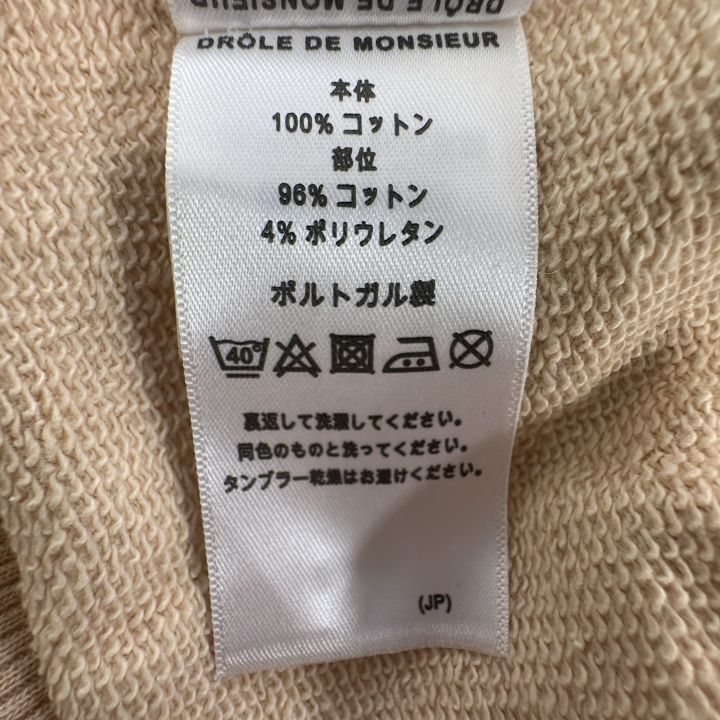 DRÔLE DE MONSIEUR
DRÔLE DE MONSIEUR
本体
100% コットン
部位
96% コットン
4% ポリウレタン
ポルトガル製
40°
裏返して洗濯してください。
同色のものと洗ってください。
タンブラー乾燥はお避けください。
(JP)